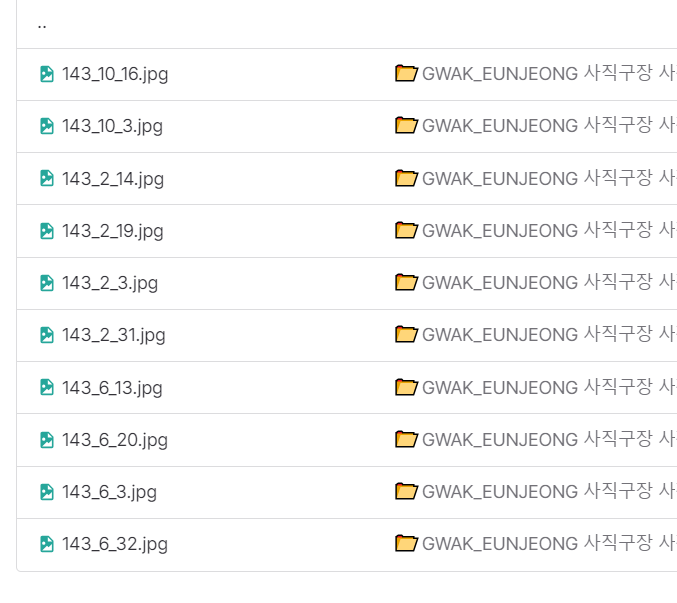 ..
143_10_16.jpg GWAK_EUNJEONG 사직구장 사
143_10_3.jpg GWAK_EUNJEONG 사직구장 사
143_2_14.jpg GWAK_EUNJEONG 사직구장 사
143_2_19.jpg GWAK_EUNJEONG 사직구장 사
143_2_3.jpg GWAK_EUNJEONG 사직구장 사
143_2_31.jpg GWAK_EUNJEONG 사직구장 사
143_6_13.jpg GWAK_EUNJEONG 사직구장 사
143_6_20.jpg GWAK_EUNJEONG 사직구장 사
143_6_3.jpg GWAK_EUNJEONG 사직구장 사
143_6_32.jpg GWAK_EUNJEONG 사직구장 사